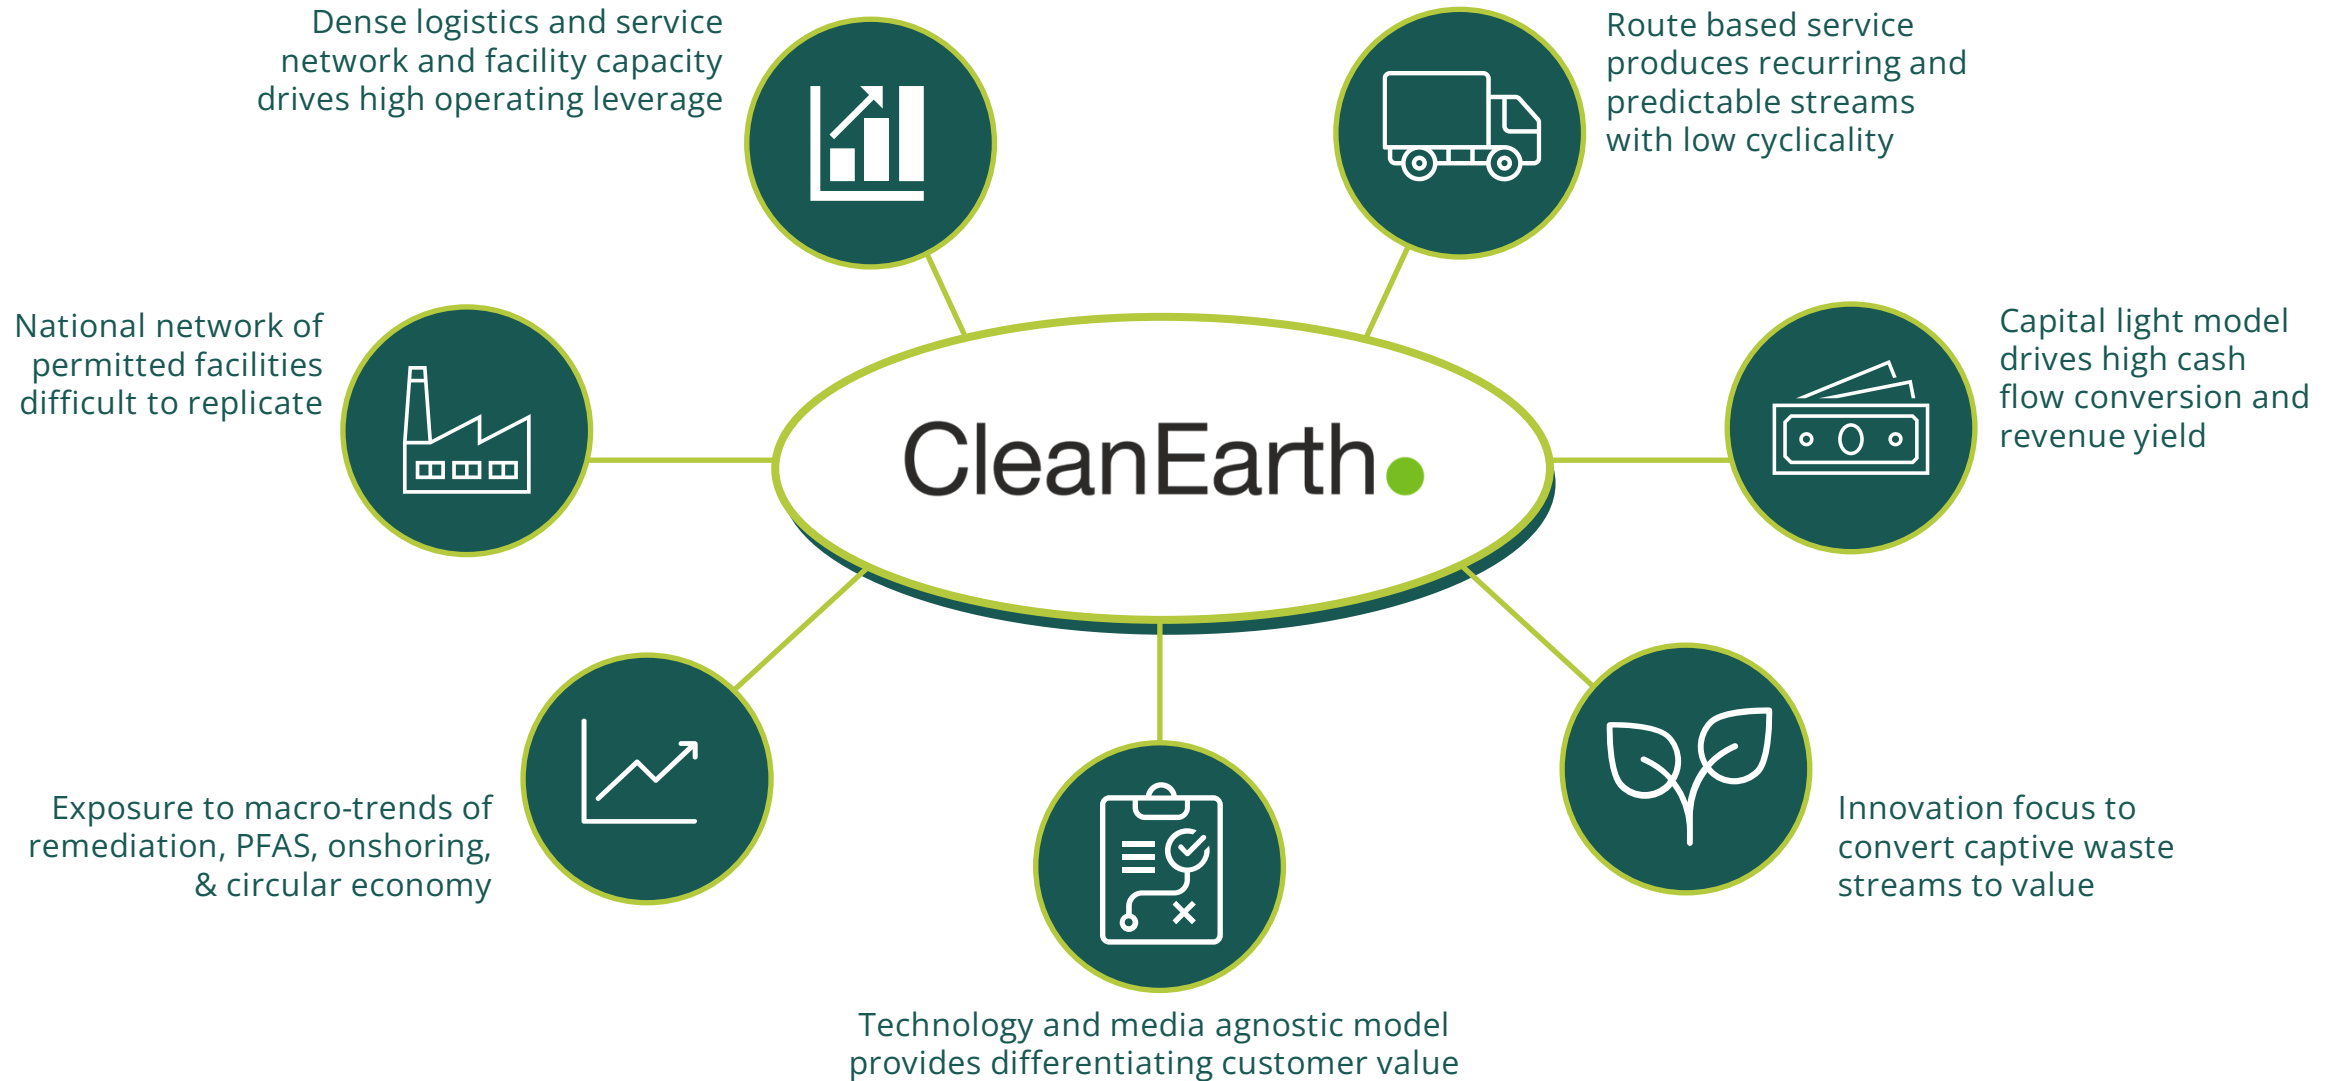 Dense logistics and service
network and facility capacity
drives high operating leverage
Route based service
produces recurring and
predictable streams
with low cyclicality
National network of
permitted facilities
difficult to replicate
Capital light model
drives high cash
flow conversion and
revenue yield
CleanEarth
Exposure to macro-trends of
remediation, PFAS, onshoring,
& circular economy
Innovation focus to
convert captive waste
streams to value
Technology and media agnostic model
provides differentiating customer value